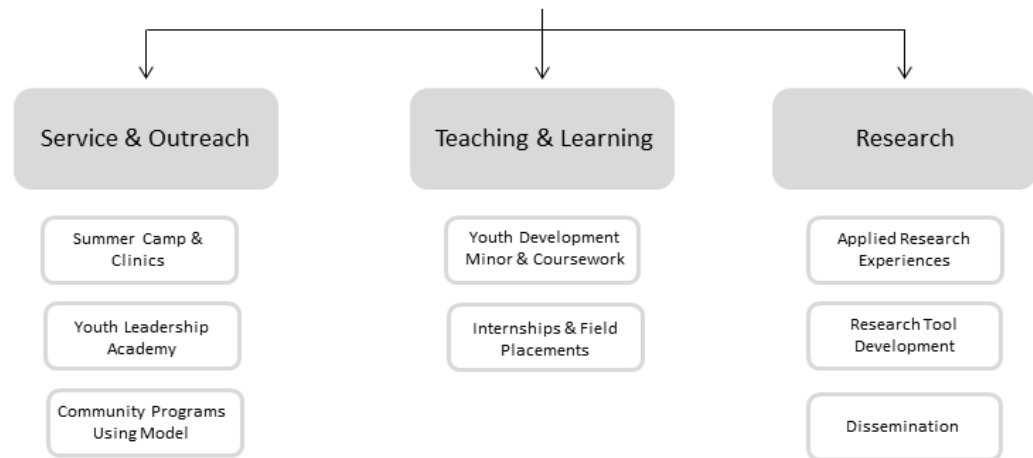 Service & Outreach
Teaching & Learning
Research
Summer Camp &
Clinics
Youth Development
Minor & Coursework
Applied Research
Experiences
Youth Leadership
Academy
Internships & Field
Placements
Research Tool
Development
Community Programs
Using Model
Dissemination